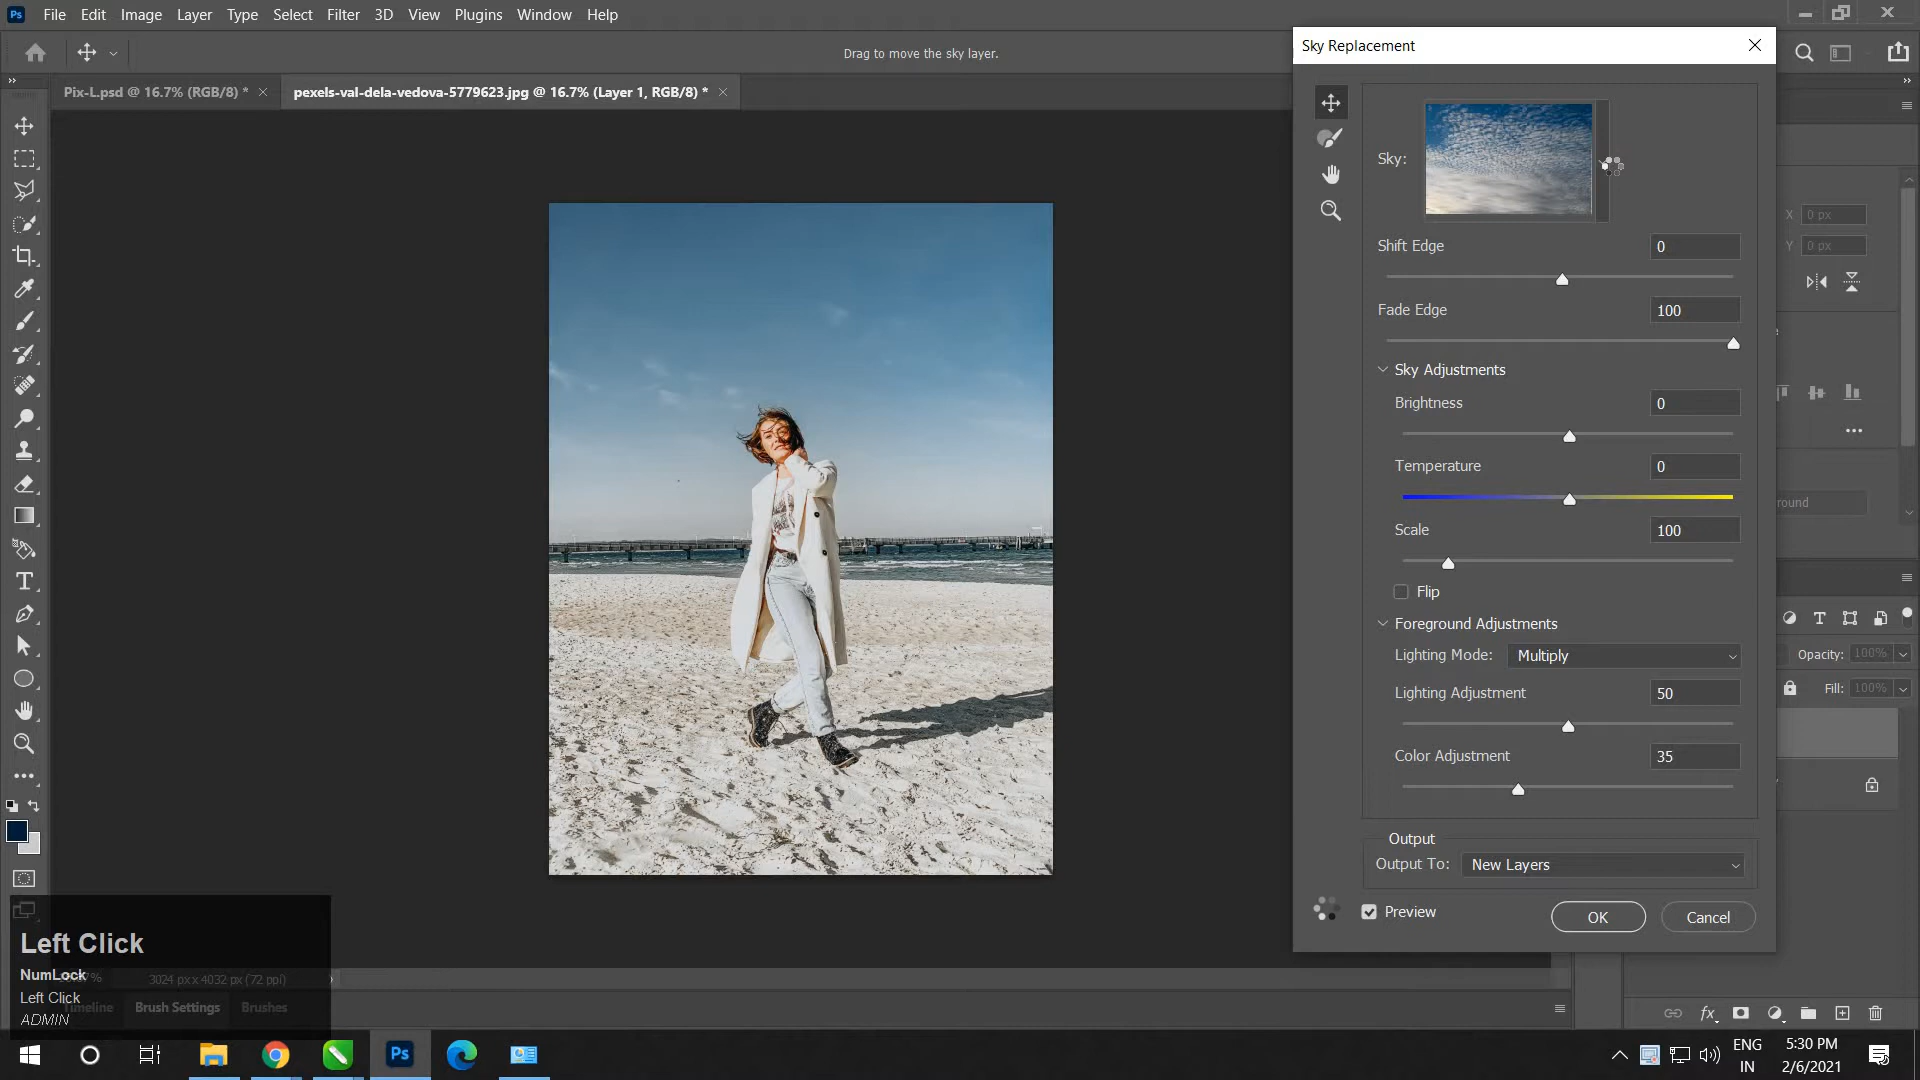 Ps File Edit Image Layer Type Select Filter 3D View Plugins Window Help
Drag to move the sky layer.
Sky Replacement
Pix-L.psd @ 16.7% (RGB/8) *
pexels-val-dela-vedova-5779623.jpg @ 16.7% (Layer 1, RGB/8) *
Sky:
X 0 px
Y 0 px
Shift Edge 0
Fade Edge 100
Sky Adjustments
Brightness 0
Temperature 0
Scale 100
Flip
Foreground Adjustments
Lighting Mode: Multiply
Opacity: 100%
Fill: 100%
Lighting Adjustment 50
Color Adjustment 35
Output
Output To: New Layers
Preview
OK
Cancel
Left Click
NumLock
3024 px x 4032 px (72 ppi)
Left Click
Timeline
Brush Settings
Brushes
ADMIN
fx
Ps
ENG
IN
5:30 PM
2/6/2021